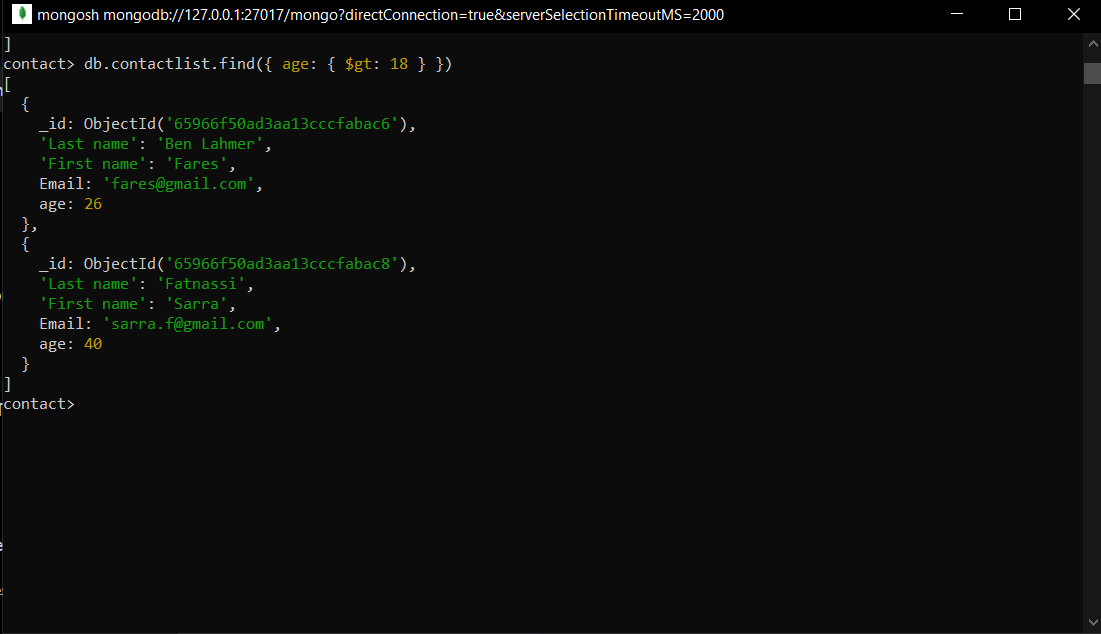 mongosh mongodb://127.0.0.1:27017/mongo?directConnection=true&serverSelectionTimeoutMS=2000
]
contact> db.contactlist.find({ age: { $gt: 18 } })
[
  {
    _id: ObjectId('65966f50ad3aa13cccfabac6'),
    'Last name': 'Ben Lahmer',
    'First name': 'Fares',
    Email: 'fares@gmail.com',
    age: 26
  },
  {
    _id: ObjectId('65966f50ad3aa13cccfabac8'),
    'Last name': 'Fatnassi',
    'First name': 'Sarra',
    Email: 'sarra.f@gmail.com',
    age: 40
  }
]
contact>